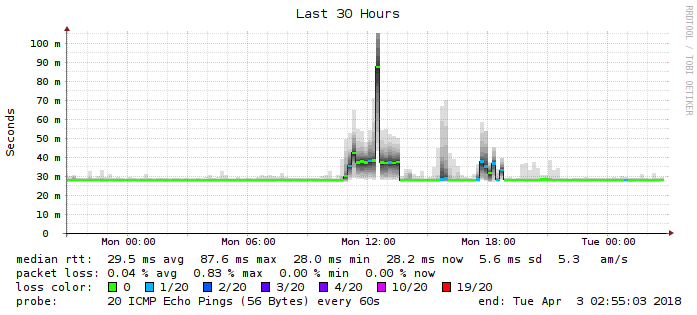 Last 30 Hours
RRDTOOL / TOBI OETIKER
Seconds
100 m
90 m
80 m
70 m
60 m
50 m
40 m
30 m
20 m
10 m
0
Mon 00:00 Mon 06:00 Mon 12:00 Mon 18:00 Tue 00:00
median rtt: 29.5 ms avg 87.6 ms max 28.0 ms min 28.2 ms now 5.6 ms sd 5.3 am/s
packet loss: 0.04 % avg 0.83 % max 0.00 % min 0.00 % now
loss color: 0 1/20 2/20 3/20 4/20 10/20 19/20
probe: 20 ICMP Echo Pings (56 Bytes) every 60s end: Tue Apr 3 02:55:03 2018